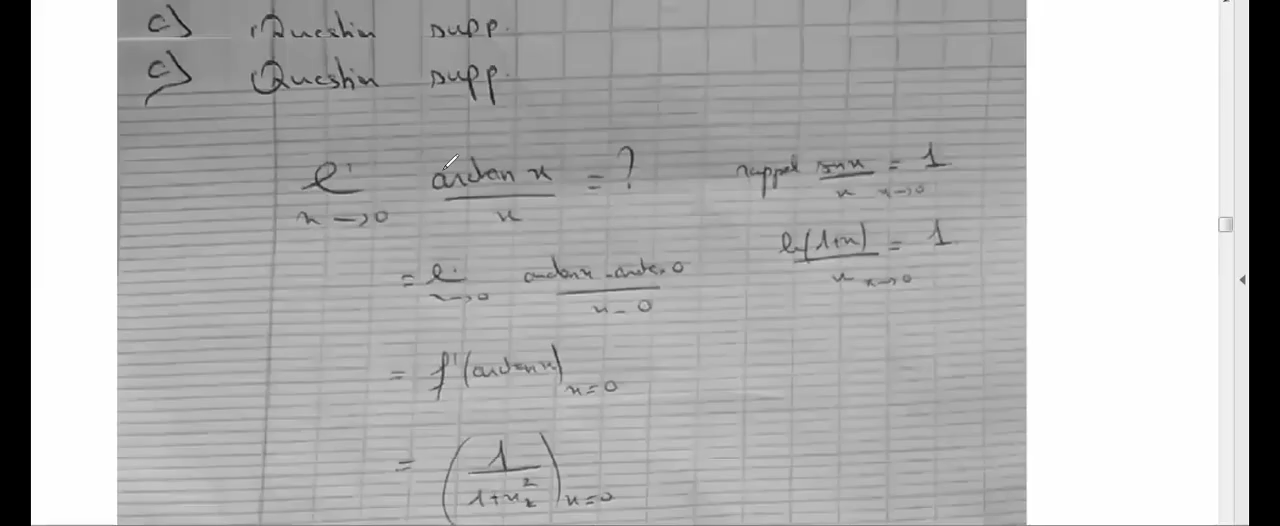 c) Question supp.
c) Question supp.
lim x→0 arctan x / x = ? rappel sin x / x x→0 = 1
ln(1+x) / x x→0 = 1
= lim x→0 arctan x - arctan 0 / x - 0
= f'(arctan x) x=0
= ( 1 / 1+x² ) x=0